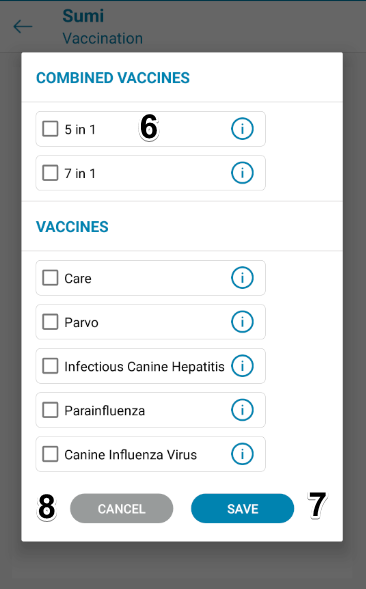 Sumi
Vaccination
COMBINED VACCINES
5 in 1
6
i
7 in 1
i
VACCINES
Care
i
Parvo
i
Infectious Canine Hepatitis
i
Parainfluenza
i
Canine Influenza Virus
i
8
CANCEL
SAVE
7